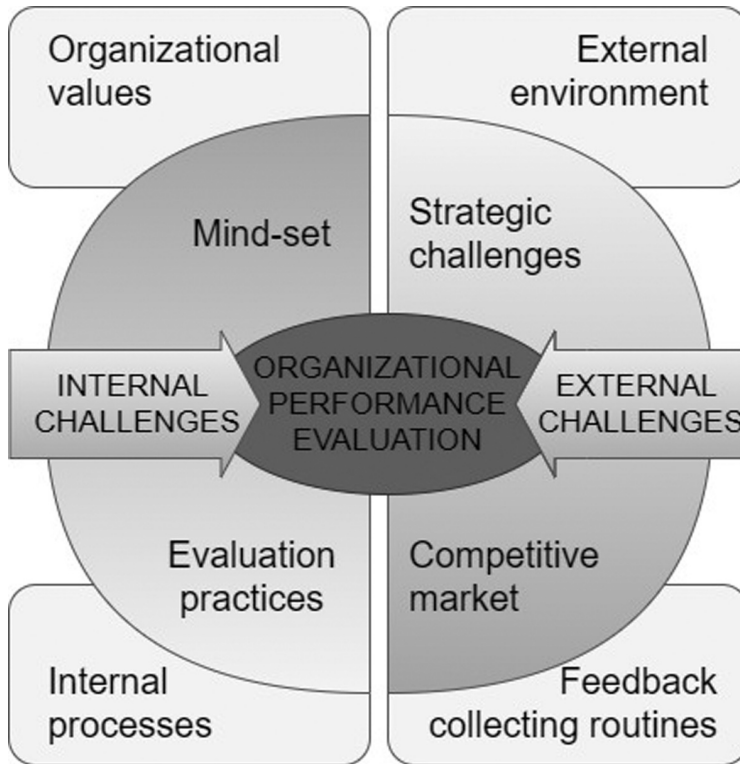 Organizational
values
External
environment
Mind-set
Strategic
challenges
INTERNAL
CHALLENGES
ORGANIZATIONAL
PERFORMANCE
EVALUATION
EXTERNAL
CHALLENGES
Evaluation
practices
Competitive
market
Internal
processes
Feedback
collecting routines